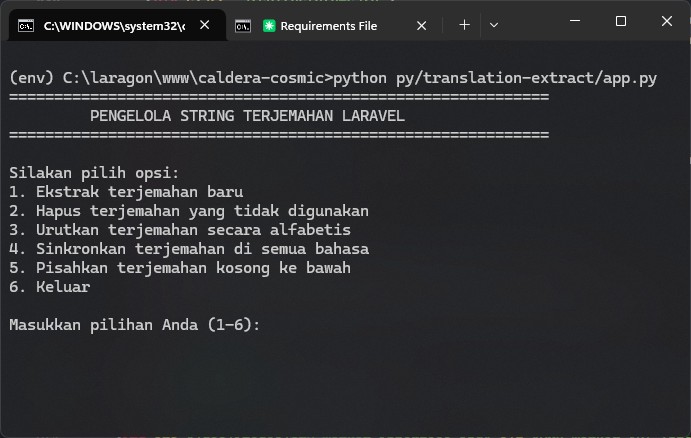 C:\WINDOWS\system32\c
Requirements File
(env) C:\laragon\www\caldera-cosmic>python py/translation-extract/app.py
============================================================
PENGELOLA STRING TERJEMAHAN LARAVEL
============================================================
Silakan pilih opsi:
1. Ekstrak terjemahan baru
2. Hapus terjemahan yang tidak digunakan
3. Urutkan terjemahan secara alfabetis
4. Sinkronkan terjemahan di semua bahasa
5. Pisahkan terjemahan kosong ke bawah
6. Keluar
Masukkan pilihan Anda (1-6):